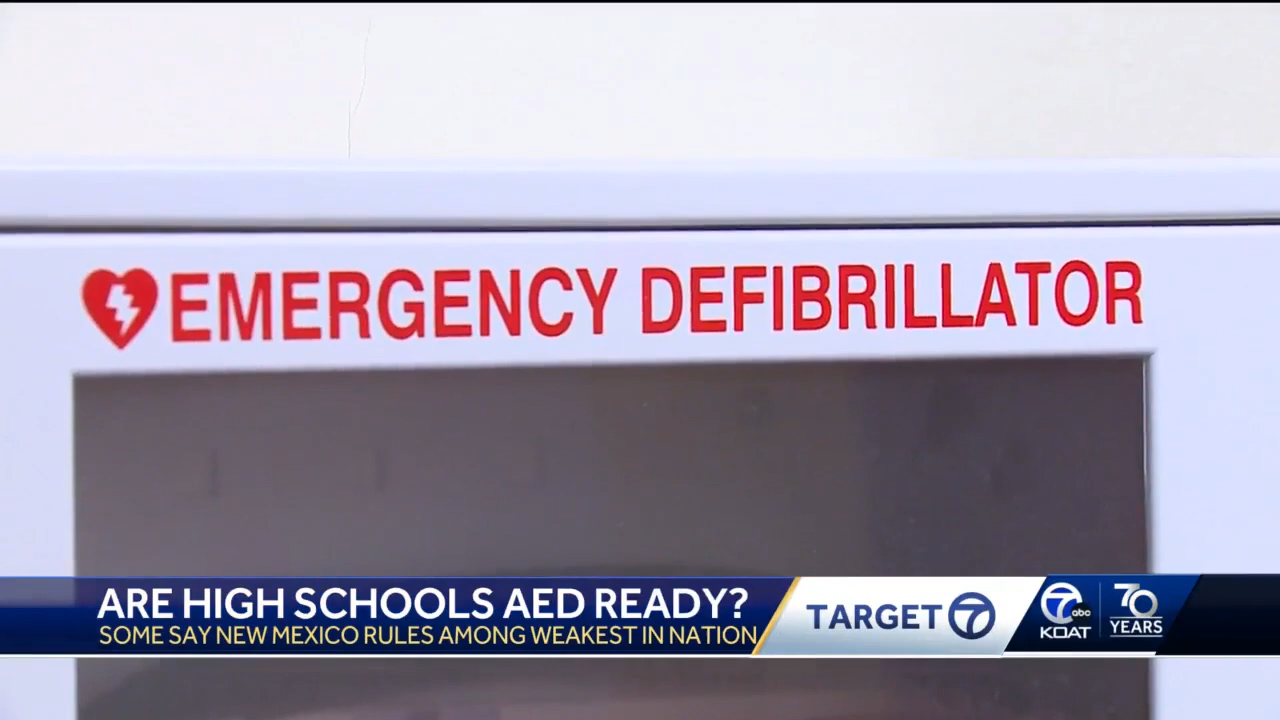 EMERGENCY DEFIBRILLATOR
ARE HIGH SCHOOLS AED READY?
SOME SAY NEW MEXICO RULES AMONG WEAKEST IN NATION
TARGET 7
7 abc
KOAT
70
YEARS